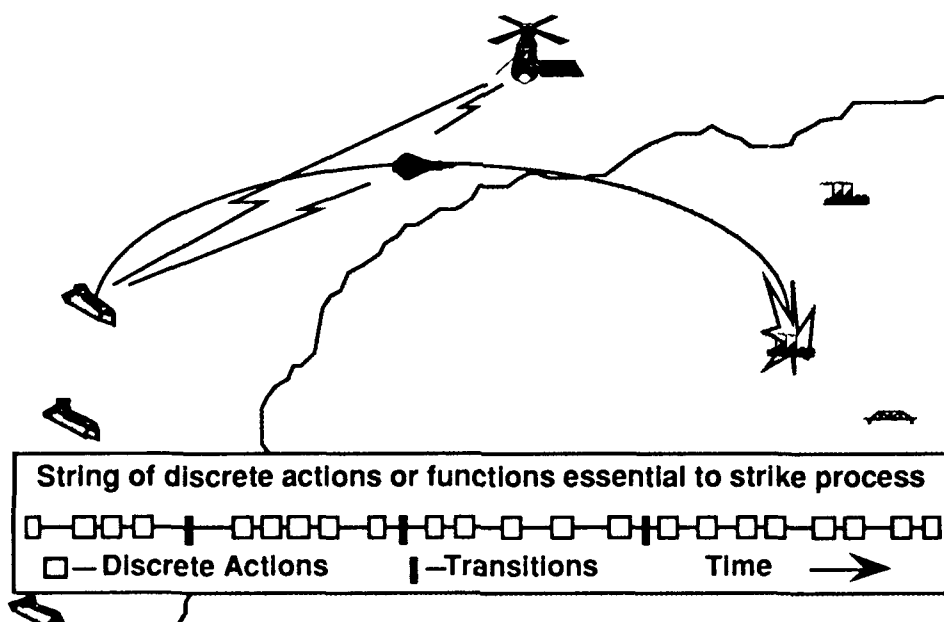 String of discrete actions or functions essential to strike process
□—Discrete Actions ❙—Transitions Time